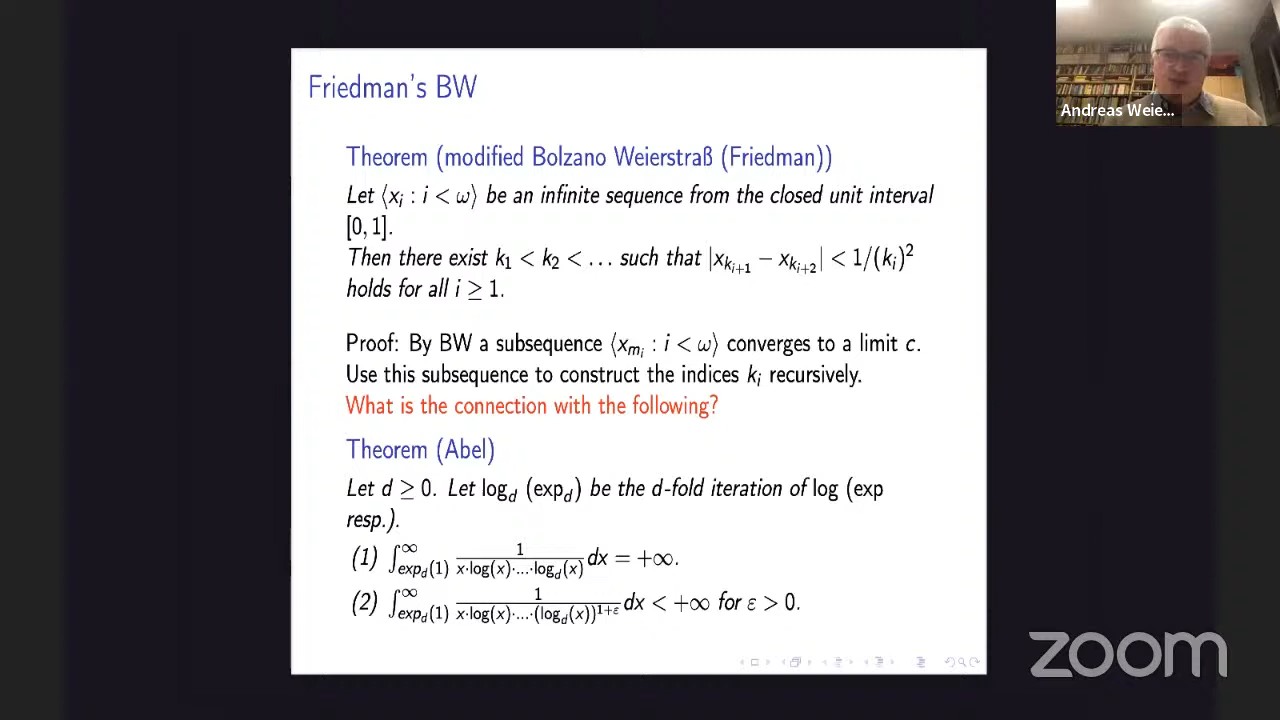 Friedman's BW
Theorem (modified Bolzano Weierstraß (Friedman))
Let ⟨x_i : i < ω⟩ be an infinite sequence from the closed unit interval
[0, 1].
Then there exist k_1 < k_2 < … such that |x_{k_{i+1}} − x_{k_{i+2}}| < 1/(k_i)^2
holds for all i ≥ 1.
Proof: By BW a subsequence ⟨x_{m_i} : i < ω⟩ converges to a limit c.
Use this subsequence to construct the indices k_i recursively.
What is the connection with the following?
Theorem (Abel)
Let d ≥ 0. Let log_d (exp_d) be the d-fold iteration of log (exp
resp.).
(1) ∫_{exp_d(1)}^∞ 1/(x·log(x)·…·log_d(x)) dx = +∞.
(2) ∫_{exp_d(1)}^∞ 1/(x·log(x)·…·(log_d(x))^{1+ε}) dx < +∞ for ε > 0.
Andreas Weie...
zoom